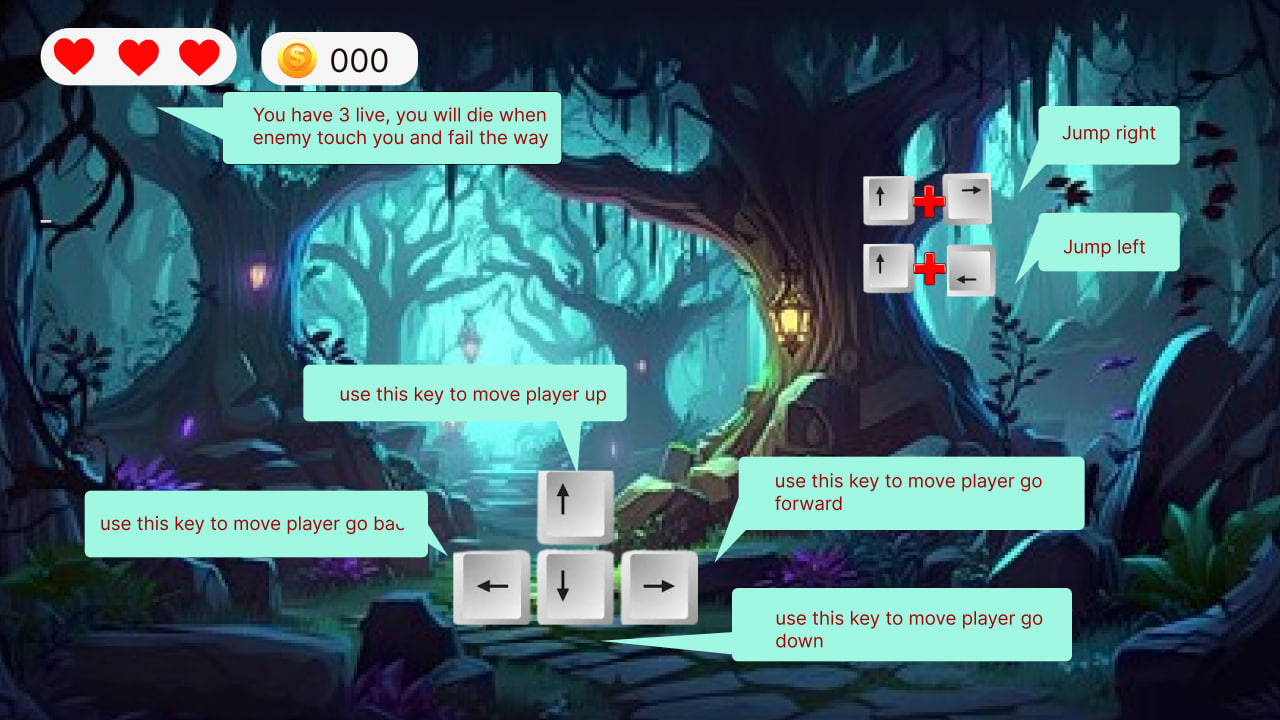 000
You have 3 live, you will die when
enemy touch you and fail the way
Jump right
↑ + →
Jump left
↑ + ←
use this key to move player up
use this key to move player go
forward
↑
use this key to move player go
← ↓ →
use this key to move player go
down